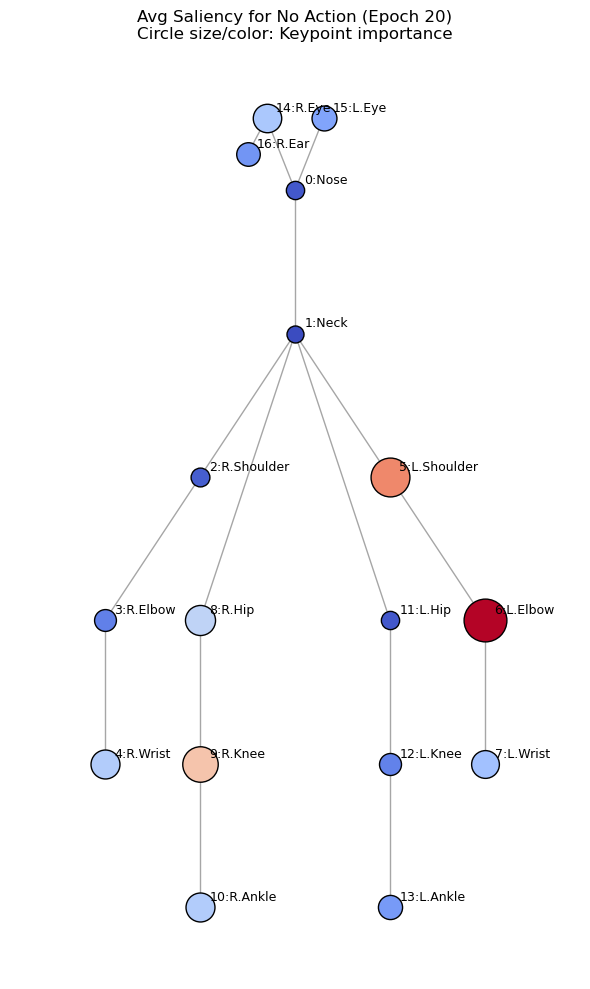 Avg Saliency for No Action (Epoch 20)
Circle size/color: Keypoint importance
14:R.Eye
15:L.Eye
16:R.Ear
0:Nose
1:Neck
2:R.Shoulder
5:L.Shoulder
3:R.Elbow
8:R.Hip
11:L.Hip
6:L.Elbow
4:R.Wrist
9:R.Knee
12:L.Knee
7:L.Wrist
10:R.Ankle
13:L.Ankle